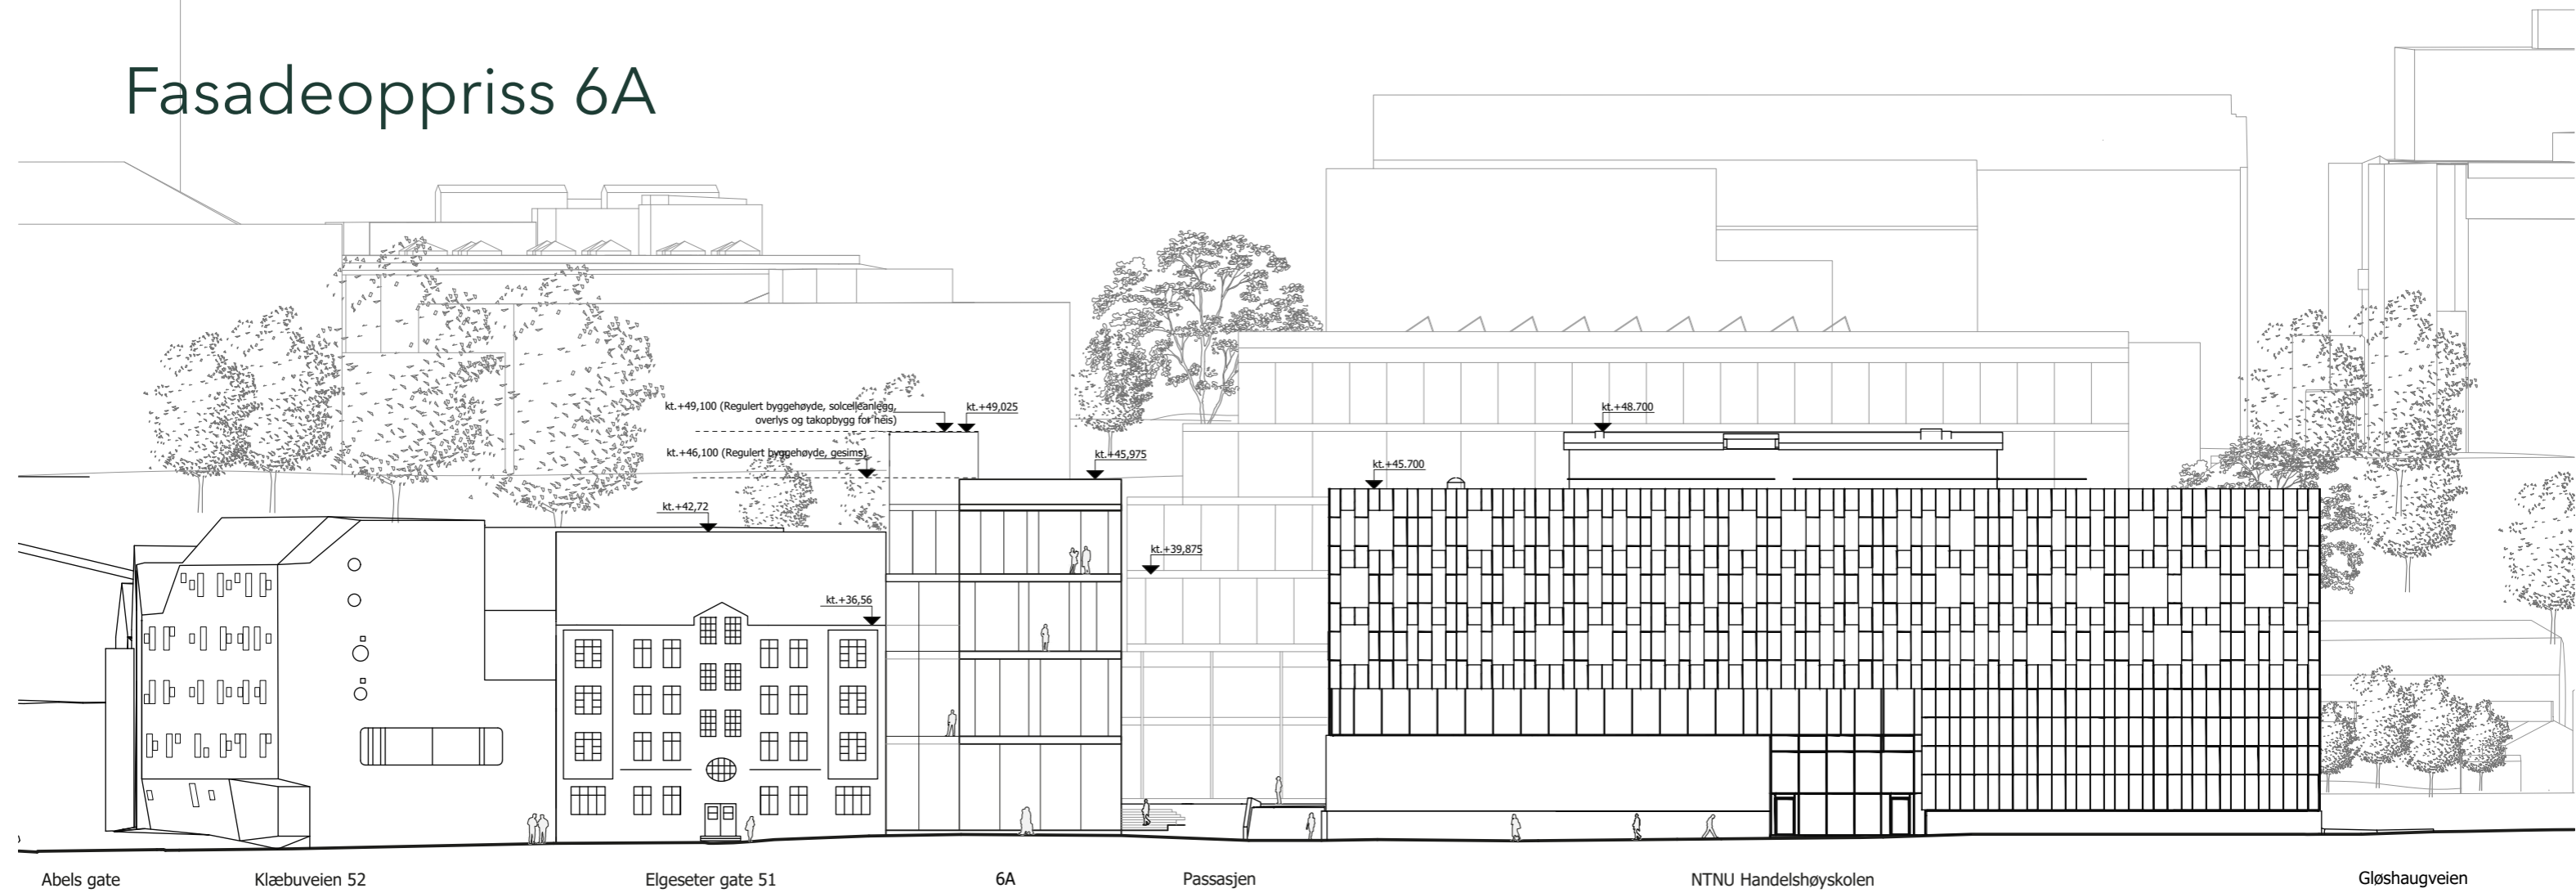 Fasadeoppriss 6A
kt.+49,100 (Regulert byggehøyde, solcelleanlegg,
overlys og takopbygg for heis)
kt.+49,025
kt.+48.700
kt.+46,100 (Regulert byggehøyde, gesims)
kt.+45,975
kt.+45.700
kt.+42,72
kt.+39,875
kt.+36,56
Abels gate
Klæbuveien 52
Elgeseter gate 51
6A
Passasjen
NTNU Handelshøyskolen
Gløshaugveien